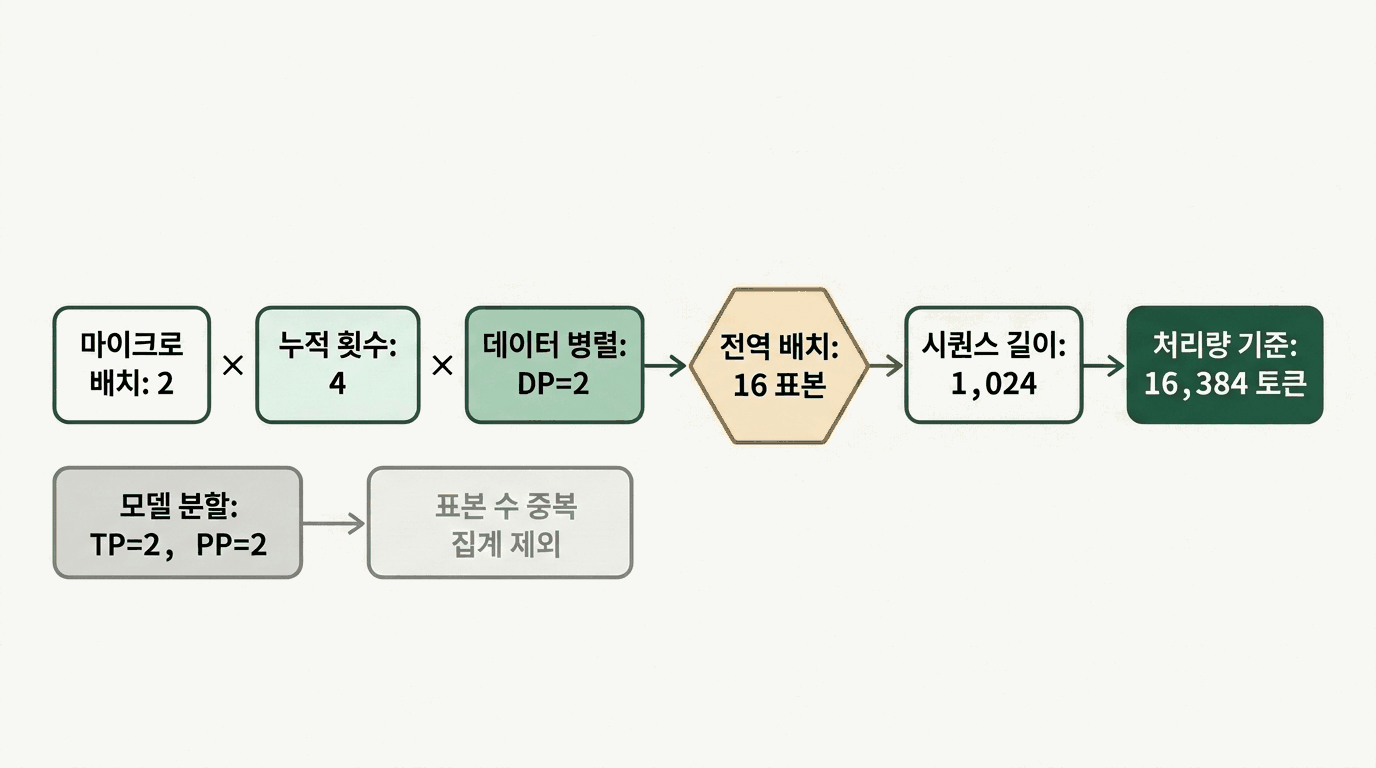 마이크로
배치: 2
×
누적 횟수:
4
×
데이터 병렬:
DP=2
전역 배치:
16 표본
시퀀스 길이:
1,024
처리량 기준:
16,384 토큰
모델 분할:
TP=2, PP=2
표본 수 중복
집계 제외